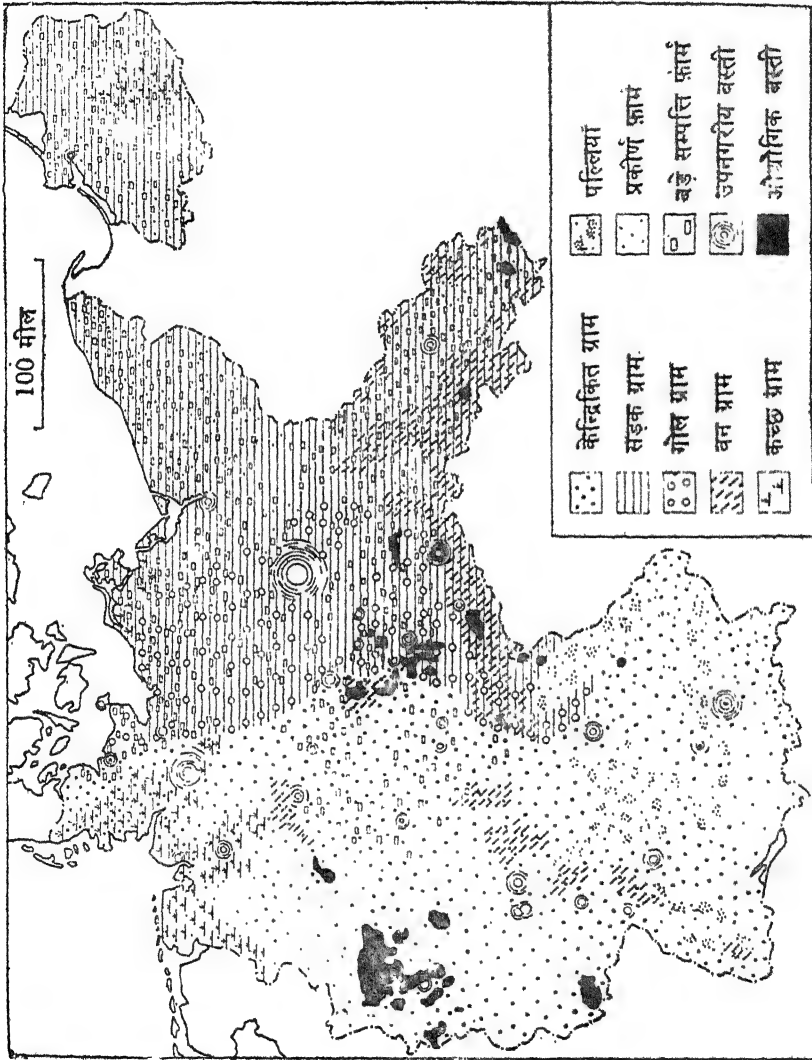 100 मील
केन्द्रिकित ग्राम
सड़क ग्राम
गोल ग्राम
वन ग्राम
कच्छ ग्राम
पल्लियाँ
प्रकीर्ण फ़ार्म
बड़े सम्पत्ति फ़ार्म
उपनगरीय बस्ती
औद्योगिक बस्ती